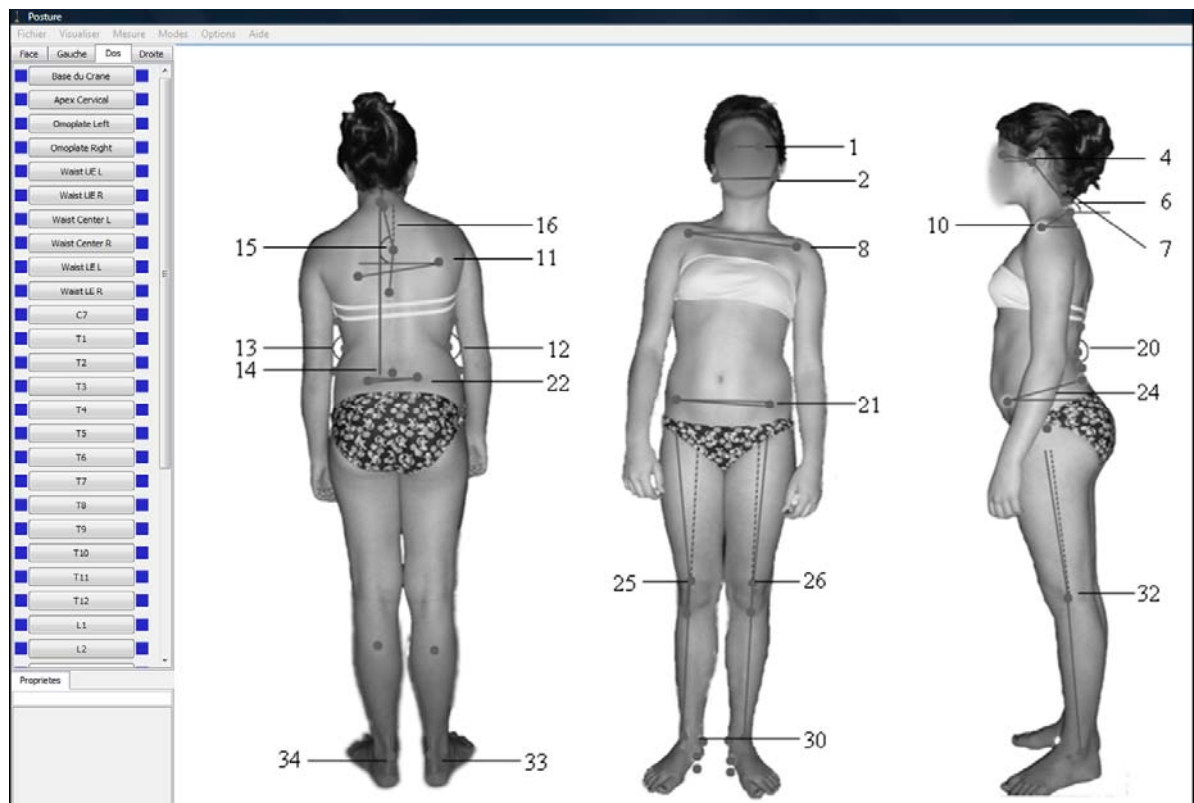 Posture
Fichier Visualiser Mesure Modes Options Aide
Face Gauche Dos Droite
Base du Crane
Apex Cervical
Omoplate Left
Omoplate Right
Waist UE L
Waist UE R
Waist Center L
Waist Center R
Waist LE L
Waist LE R
C7
T1
T2
T3
T4
T5
T6
T7
T8
T9
T10
T11
T12
L1
L2
Proprietes
16
15
11
13
12
14
22
34
33
1
2
8
21
25
26
30
4
6
10
7
20
24
32